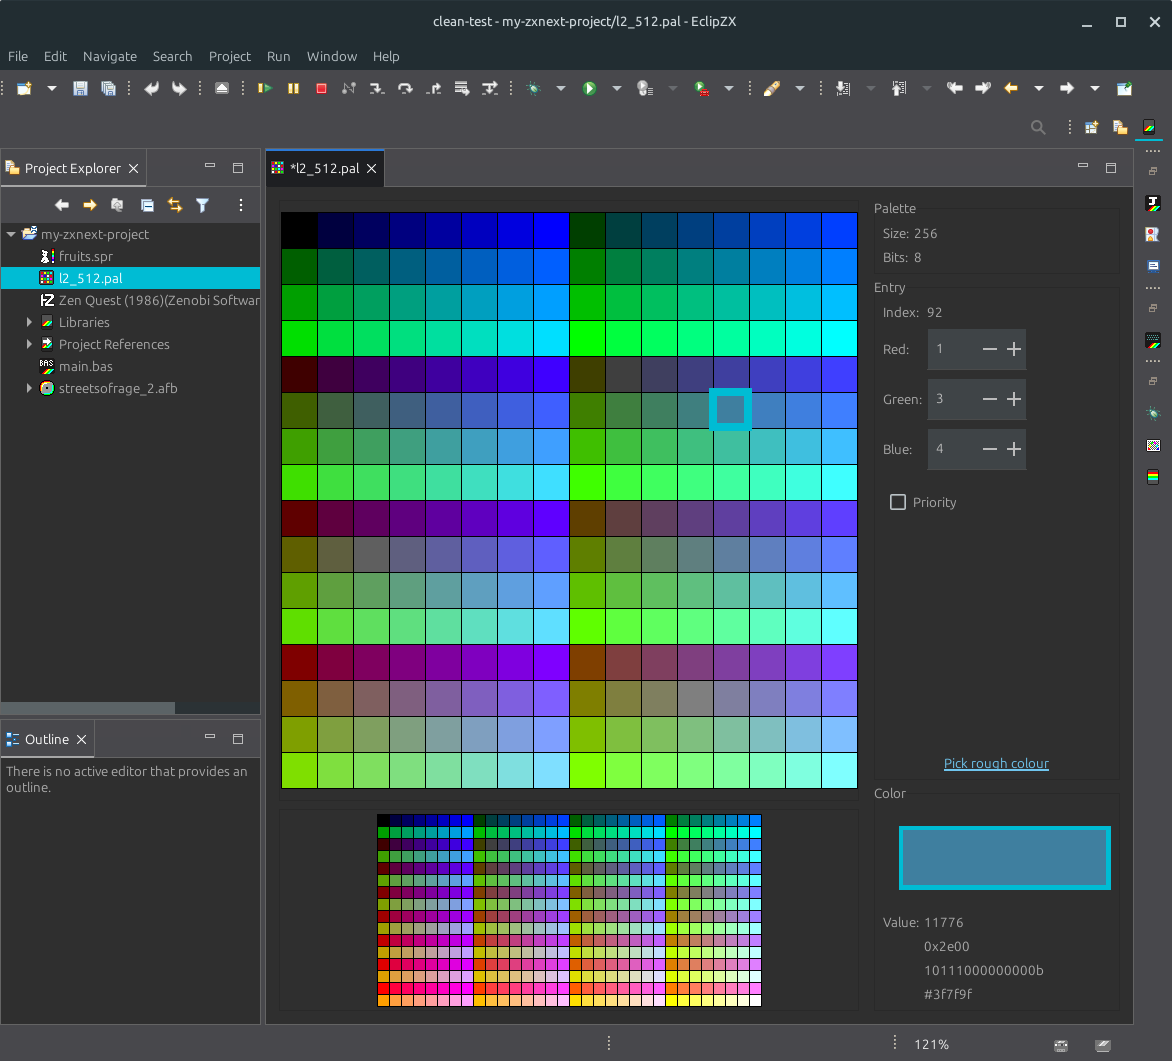 clean-test - my-zxnext-project/l2_512.pal - EclipZX
File Edit Navigate Search Project Run Window Help
Project Explorer
*l2_512.pal
my-zxnext-project
fruits.spr
l2_512.pal
Zen Quest (1986)(Zenobi Softwar
Libraries
Project References
main.bas
streetsofrage_2.afb
Outline
There is no active editor that provides an
outline.
Palette
Size: 256
Bits: 8
Entry
Index: 92
Red: 1
Green: 3
Blue: 4
Priority
Pick rough colour
Color
Value: 11776
0x2e00
10111000000000b
#3f7f9f
121%